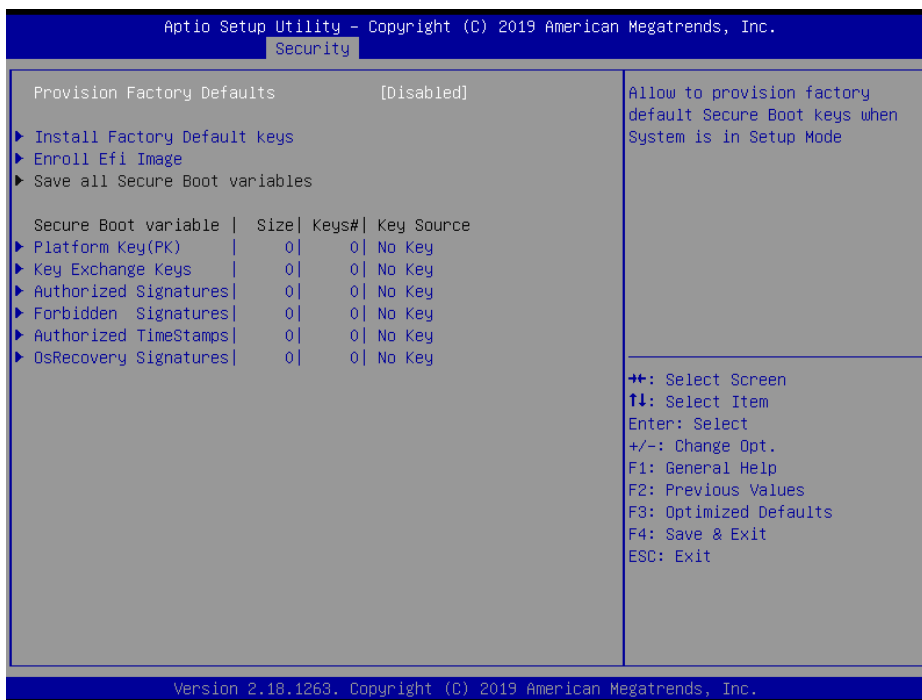 Aptio Setup Utility – Copyright (C) 2019 American Megatrends, Inc.
Security
Provision Factory Defaults [Disabled]
▶ Install Factory Default keys
▶ Enroll Efi Image
▶ Save all Secure Boot variables
Secure Boot variable | Size| Keys#| Key Source
▶ Platform Key(PK) | 0| 0| No Key
▶ Key Exchange Keys | 0| 0| No Key
▶ Authorized Signatures| 0| 0| No Key
▶ Forbidden Signatures| 0| 0| No Key
▶ Authorized TimeStamps| 0| 0| No Key
▶ OsRecovery Signatures| 0| 0| No Key
Allow to provision factory
default Secure Boot keys when
System is in Setup Mode
→←: Select Screen
↑↓: Select Item
Enter: Select
+/-: Change Opt.
F1: General Help
F2: Previous Values
F3: Optimized Defaults
F4: Save & Exit
ESC: Exit
Version 2.18.1263. Copyright (C) 2019 American Megatrends, Inc.